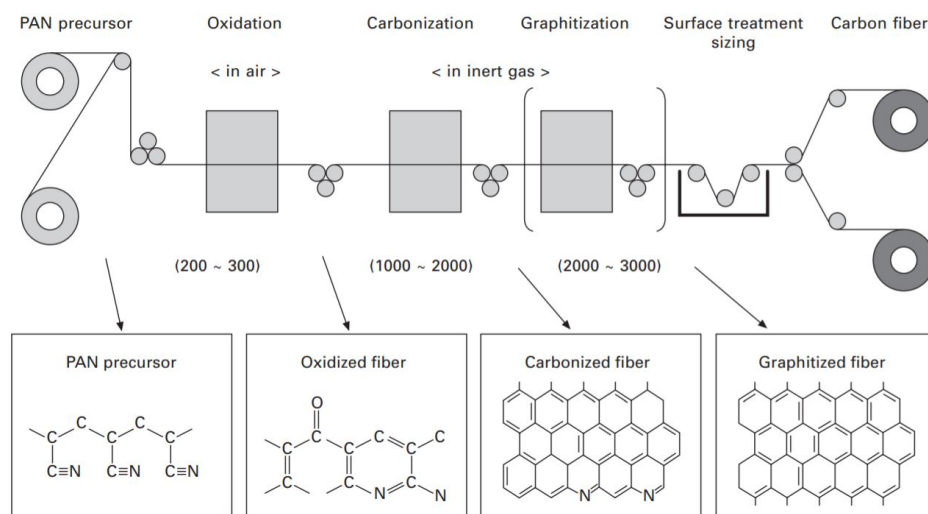 PAN precursor
Oxidation
Carbonization
Graphitization
Surface treatment
sizing
Carbon fiber
< in air >
< in inert gas >
(200 ~ 300)
(1000 ~ 2000)
(2000 ~ 3000)
PAN precursor
C C
C C C
C≡N C≡N C≡N
Oxidized fiber
O
C C C
C C C
C N C N
Carbonized fiber
N N
Graphitized fiber